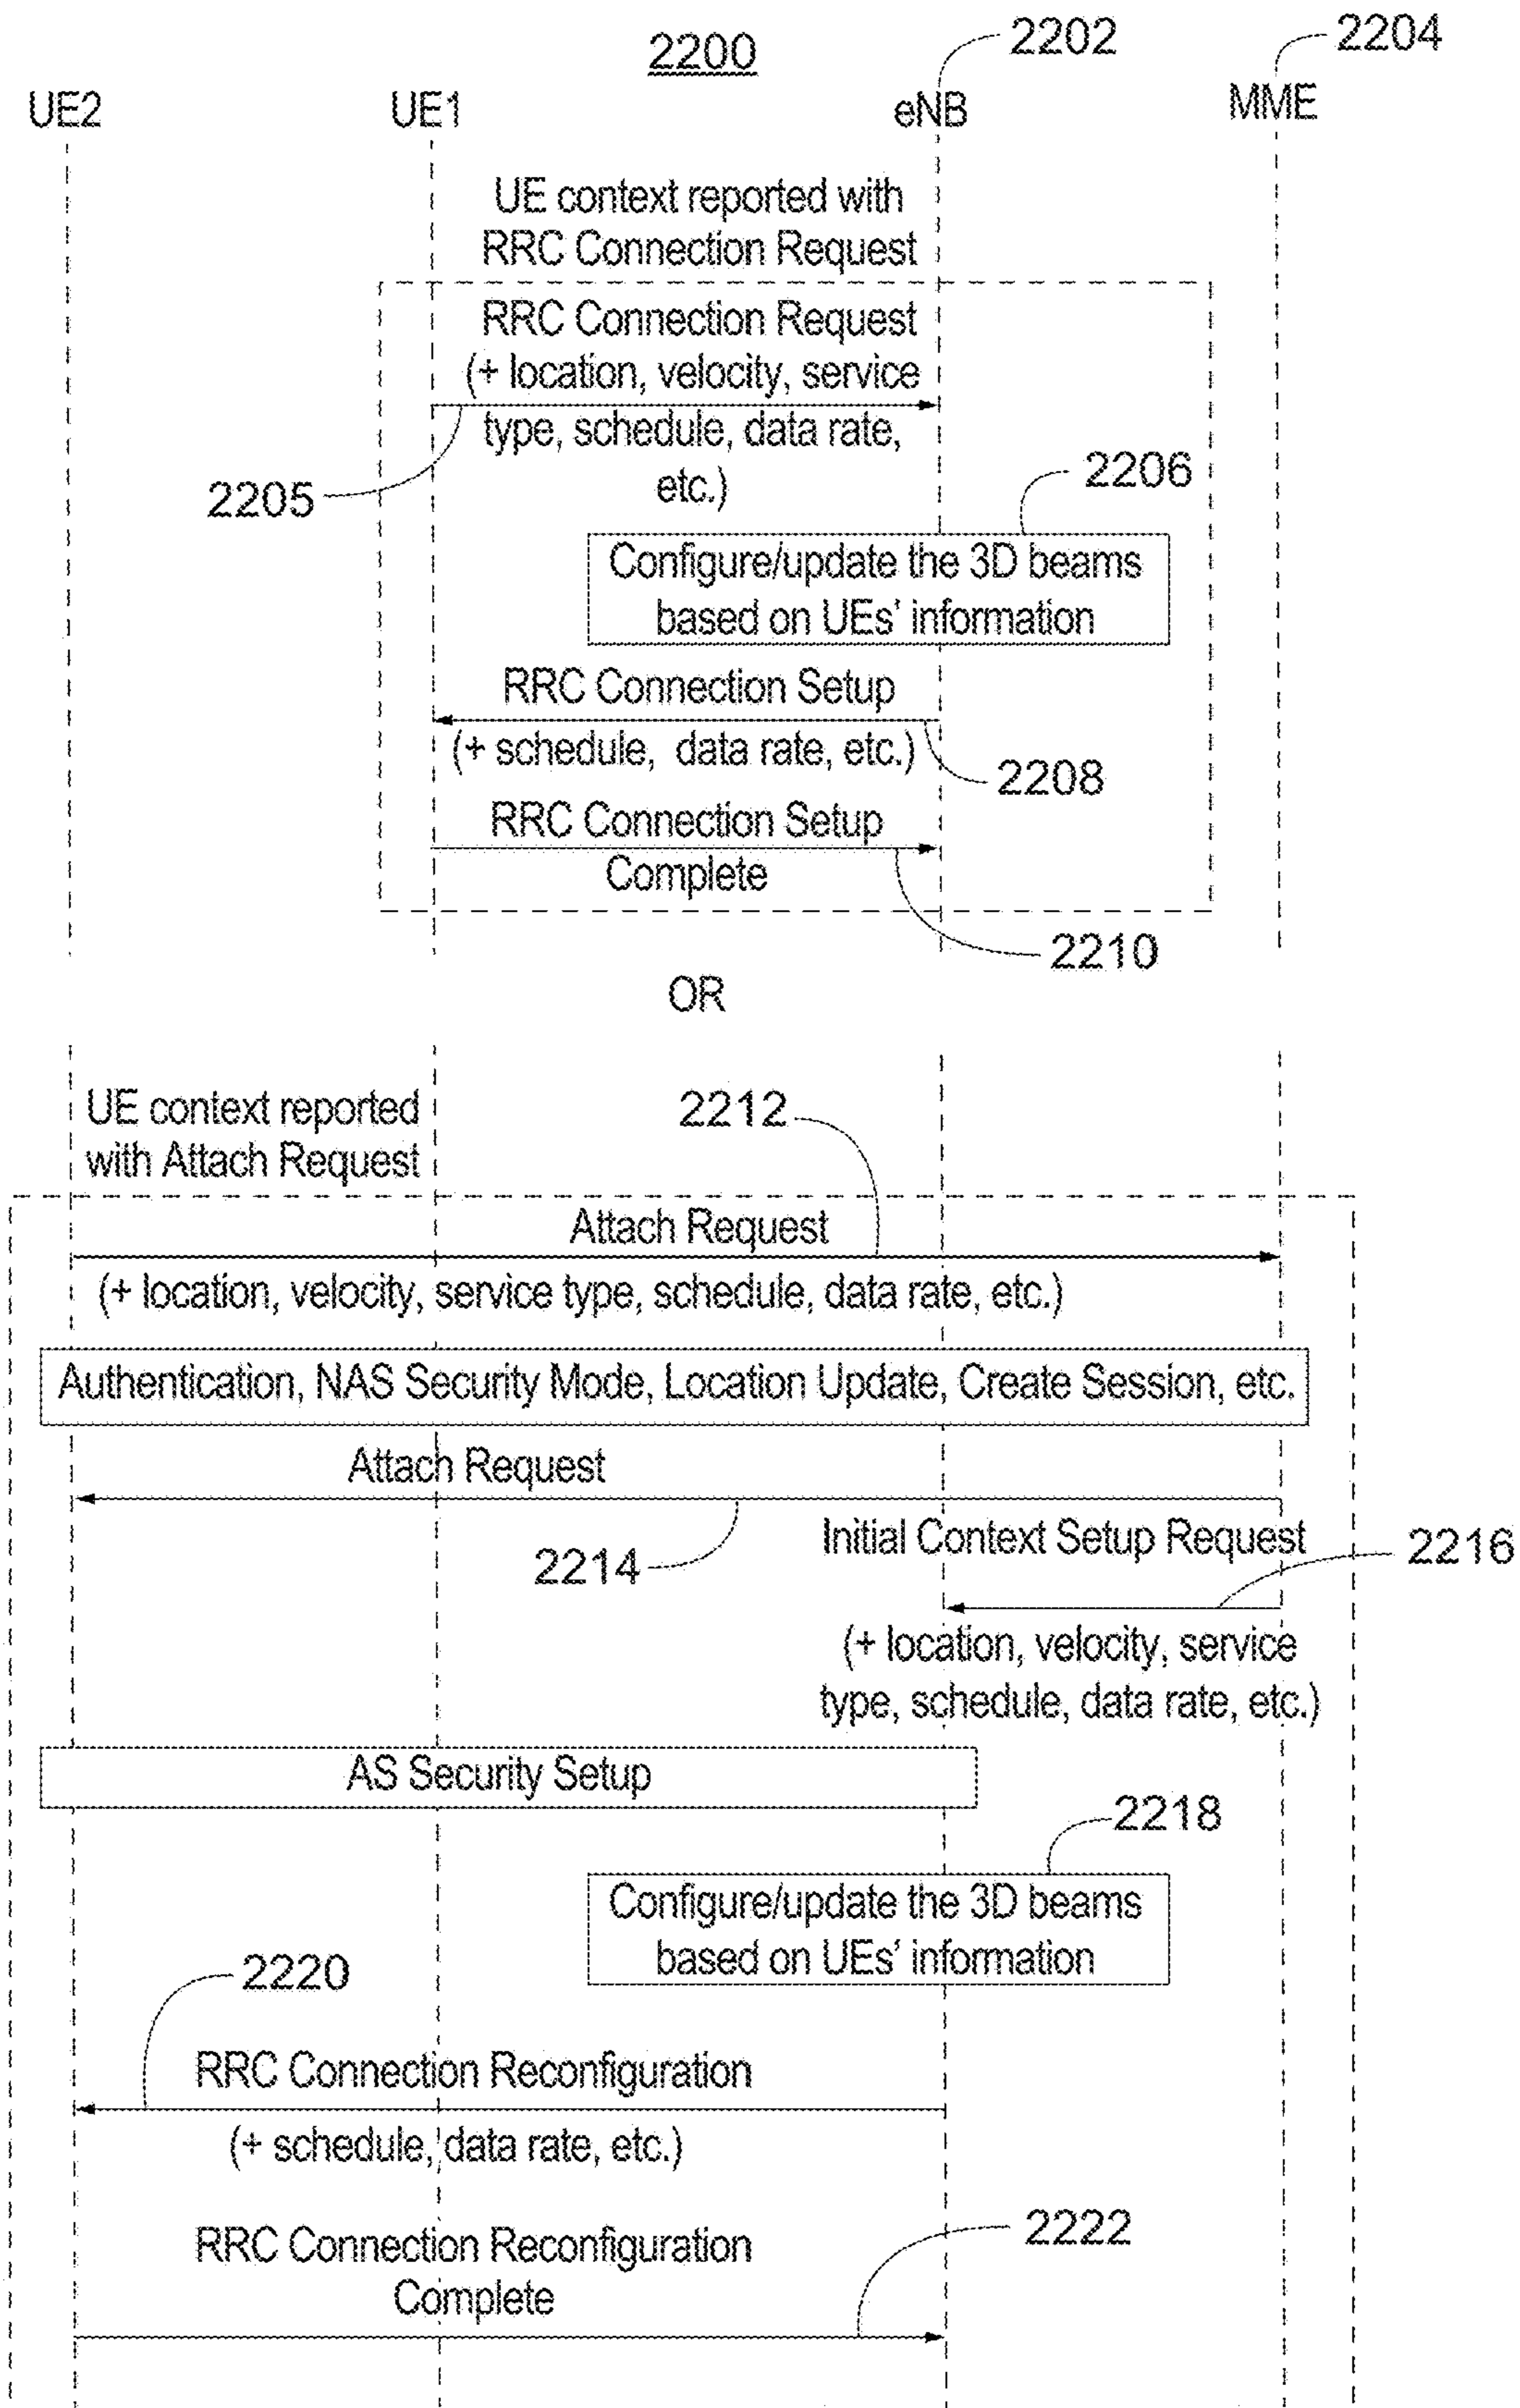 2200
2202
2204
UE2
UE1
eNB
MME
UE context reported with
RRC Connection Request
RRC Connection Request
(+ location, velocity, service
type, schedule, data rate,
etc.)
2205
2206
Configure/update the 3D beams
based on UEs' information
RRC Connection Setup
(+ schedule, data rate, etc.)
2208
RRC Connection Setup
Complete
2210
OR
UE context reported
with Attach Request
2212
Attach Request
(+ location, velocity, service type, schedule, data rate, etc.)
Authentication, NAS Security Mode, Location Update, Create Session, etc.
Attach Request
2214
Initial Context Setup Request
2216
(+ location, velocity, service
type, schedule, data rate, etc.)
AS Security Setup
2218
Configure/update the 3D beams
based on UEs' information
2220
RRC Connection Reconfiguration
(+ schedule, data rate, etc.)
RRC Connection Reconfiguration
Complete
2222